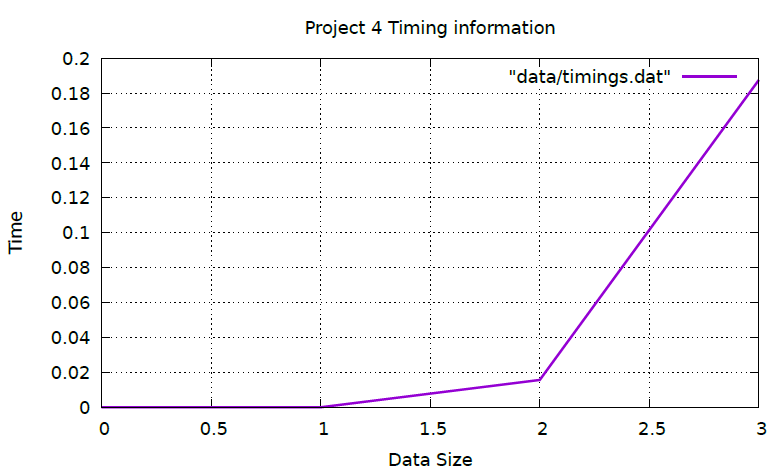 Project 4 Timing information
"data/timings.dat"
0.2
0.18
0.16
0.14
0.12
0.1
0.08
0.06
0.04
0.02
0
Time
0 0.5 1 1.5 2 2.5 3
Data Size